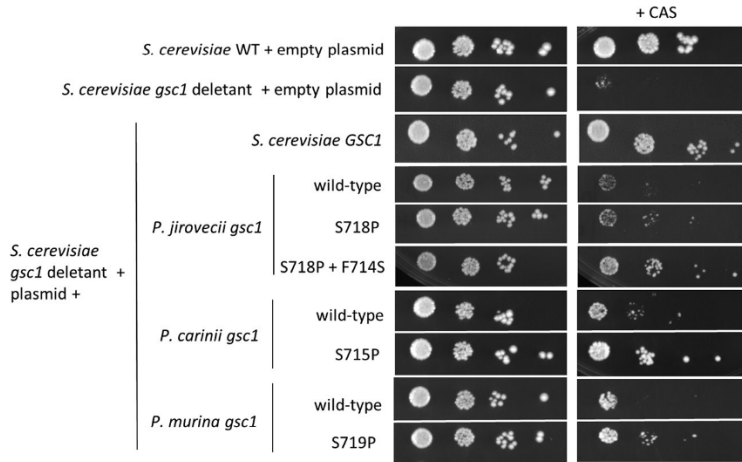 + CAS
S. cerevisiae WT + empty plasmid
S. cerevisiae gsc1 deletant + empty plasmid
S. cerevisiae GSC1
wild-type
P. jirovecii gsc1
S718P
S718P + F714S
S. cerevisiae
gsc1 deletant +
plasmid +
wild-type
P. carinii gsc1
S715P
wild-type
P. murina gsc1
S719P